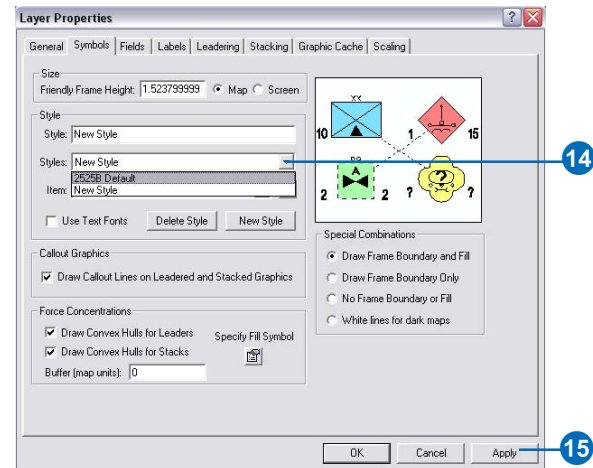 Layer Properties
General Symbols Fields Labels Leadering Stacking Graphic Cache Scaling
Size
Friendly Frame Height: 1.523799999 Map Screen
Style
Style: New Style
Styles: New Style
2525B Default
New Style
Item:
Use Text Fonts Delete Style New Style
Callout Graphics
Draw Callout Lines on Leadered and Stacked Graphics
Force Concentrations
Draw Convex Hulls for Leaders
Draw Convex Hulls for Stacks
Specify Fill Symbol
Buffer (map units): 0
10 1 15
A
2 2 ? ? ?
Special Combinations
Draw Frame Boundary and Fill
Draw Frame Boundary Only
No Frame Boundary or Fill
White lines for dark maps
OK Cancel Apply
14
15